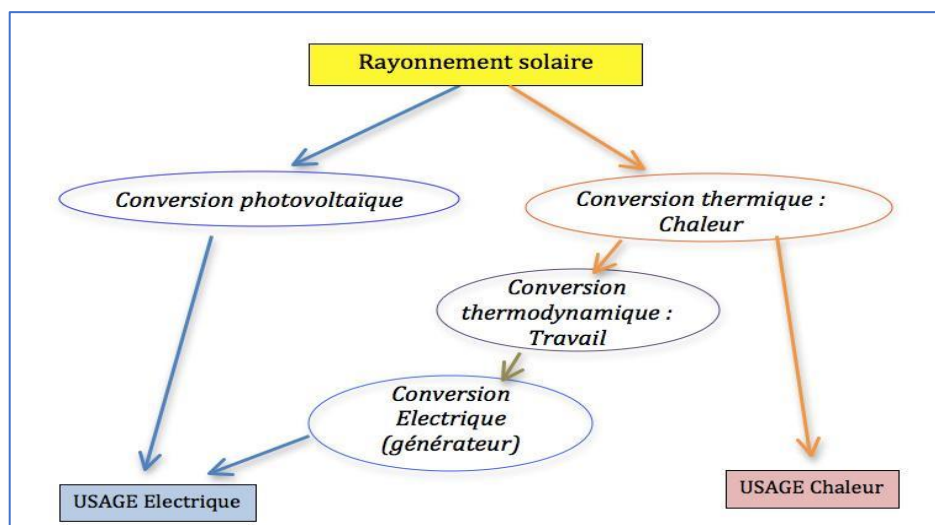 Rayonnement solaire
Conversion photovoltaïque
Conversion thermique :
Chaleur
Conversion
thermodynamique :
Travail
Conversion
Electrique
(générateur)
USAGE Electrique
USAGE Chaleur